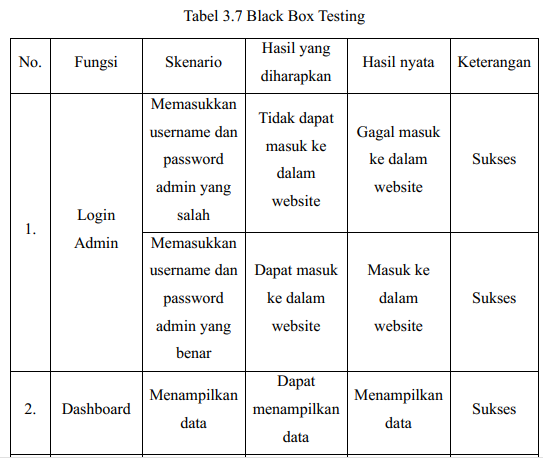 Tabel 3.7 Black Box Testing
No.
Fungsi
Skenario
Hasil yang
diharapkan
Hasil nyata
Keterangan
1.
Login
Admin
Memasukkan
username dan
password
admin yang
salah
Tidak dapat
masuk ke
dalam
website
Gagal masuk
ke dalam
website
Sukses
Memasukkan
username dan
password
admin yang
benar
Dapat masuk
ke dalam
website
Masuk ke
dalam
website
Sukses
2.
Dashboard
Menampilkan
data
Dapat
menampilkan
data
Menampilkan
data
Sukses